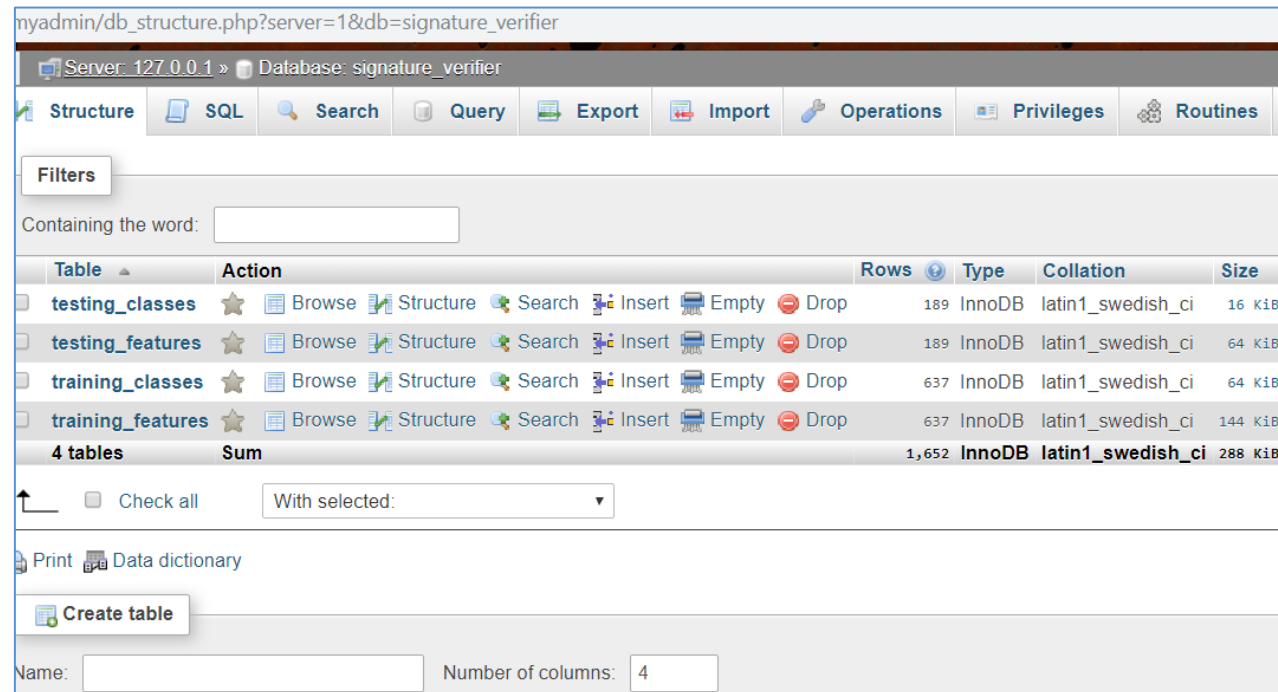 myadmin/db_structure.php?server=1&db=signature_verifier
Server: 127.0.0.1 » Database: signature_verifier
Structure SQL Search Query Export Import Operations Privileges Routines
Filters
Containing the word:
Table Action Rows Type Collation Size
testing_classes Browse Structure Search Insert Empty Drop 189 InnoDB latin1_swedish_ci 16 KiB
testing_features Browse Structure Search Insert Empty Drop 189 InnoDB latin1_swedish_ci 64 KiB
training_classes Browse Structure Search Insert Empty Drop 637 InnoDB latin1_swedish_ci 64 KiB
training_features Browse Structure Search Insert Empty Drop 637 InnoDB latin1_swedish_ci 144 KiB
4 tables Sum 1,652 InnoDB latin1_swedish_ci 288 KiB
Check all With selected:
Print Data dictionary
Create table
Name: Number of columns: 4